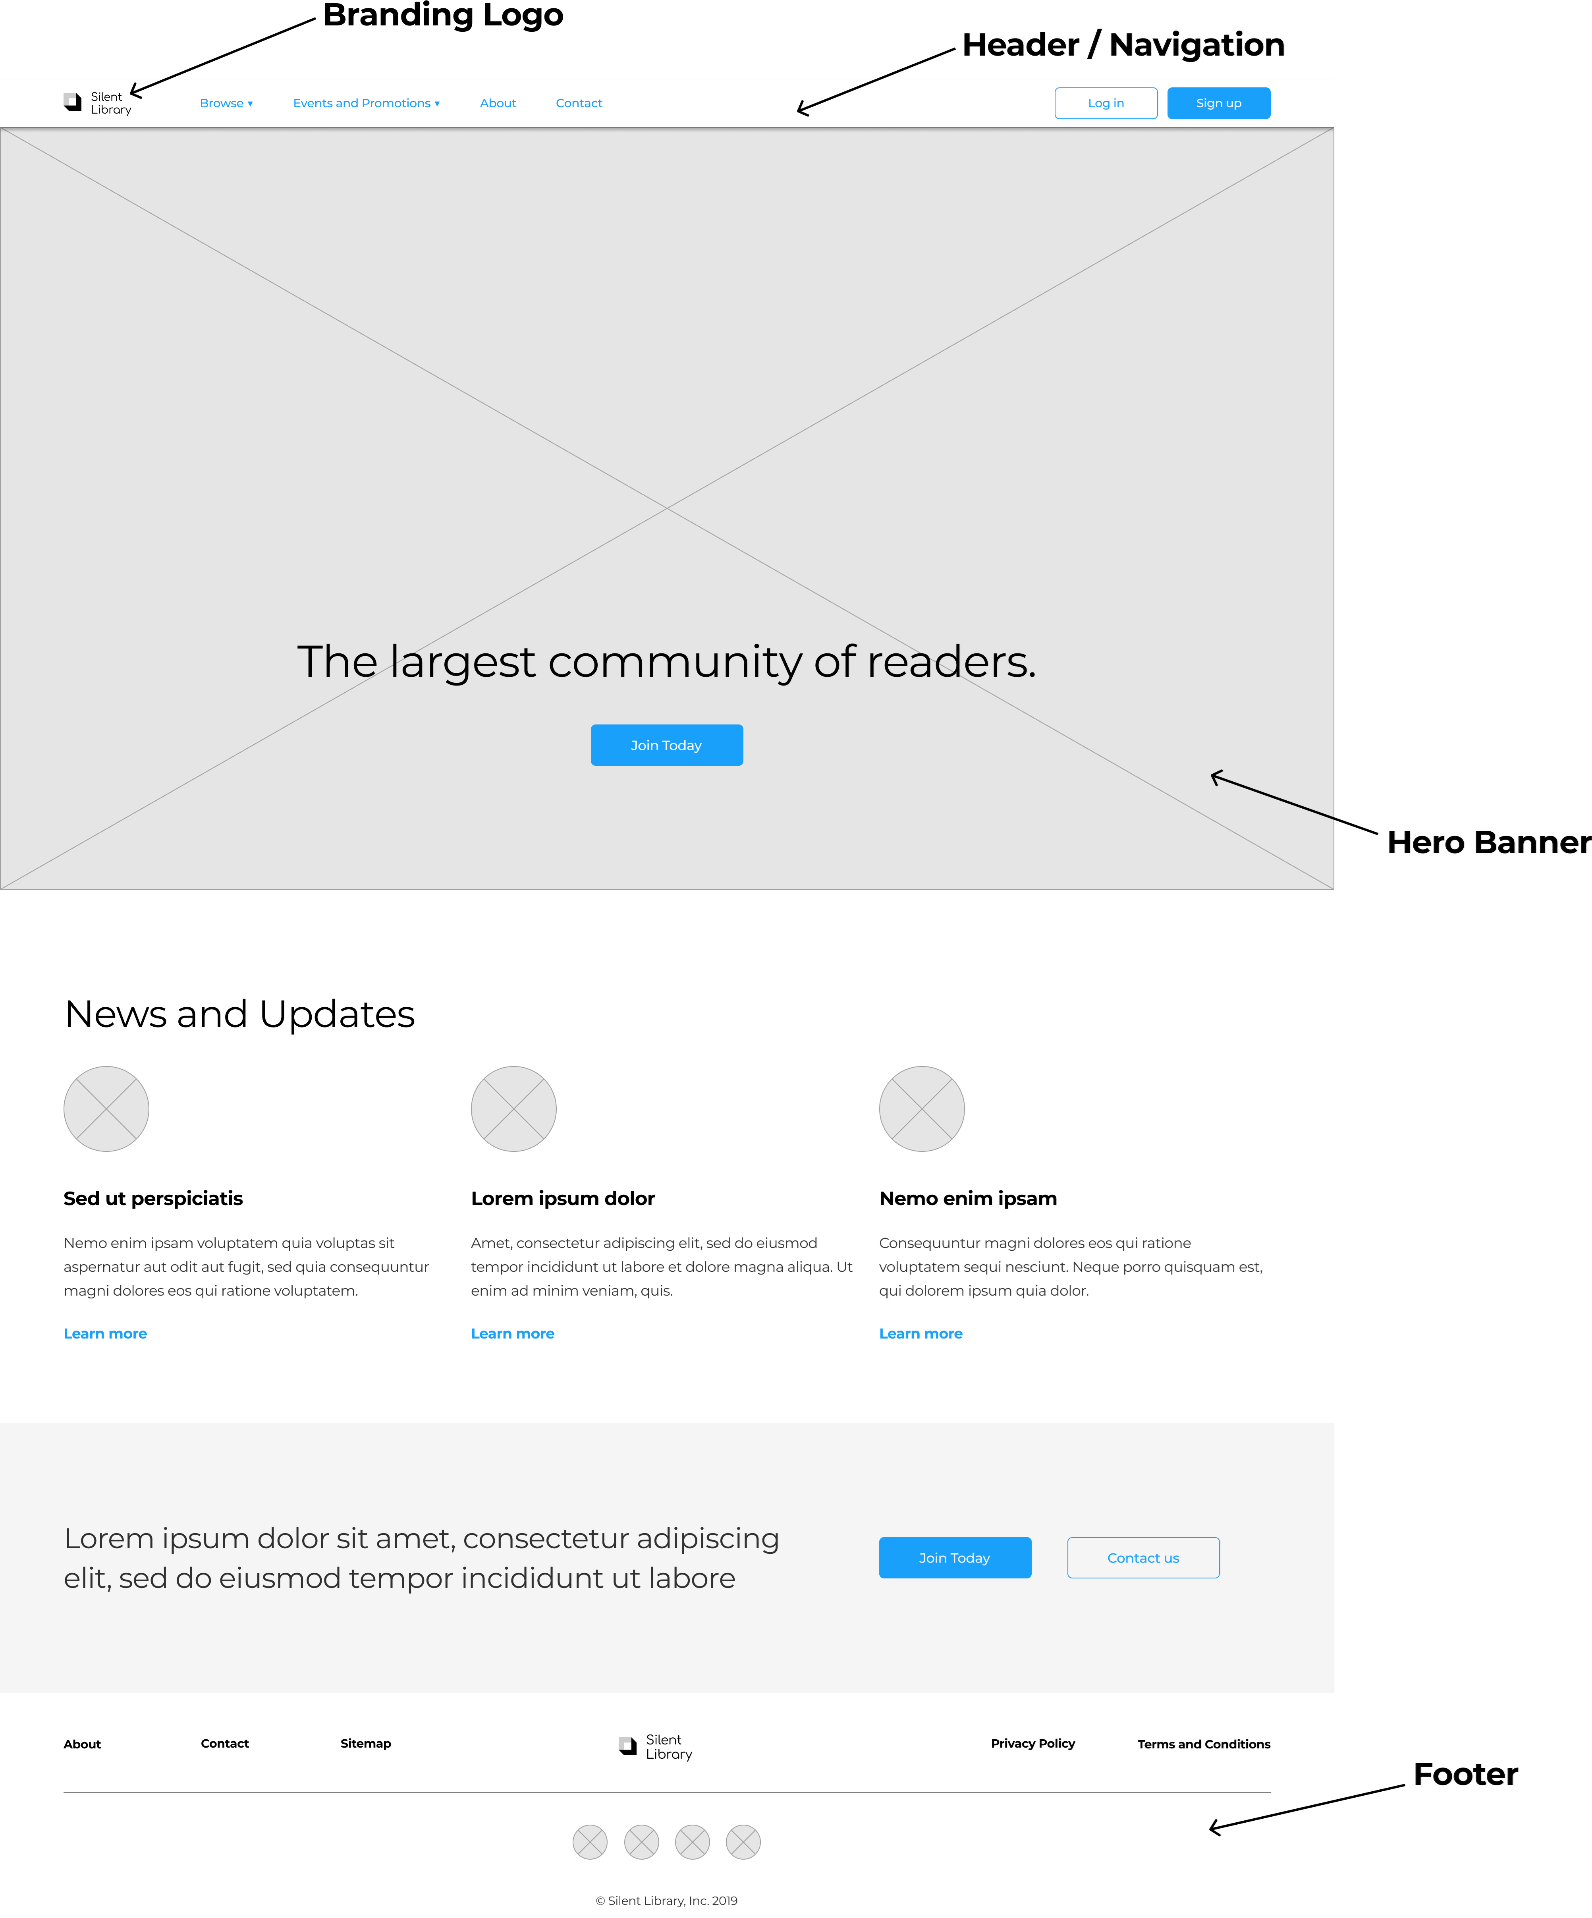 Branding Logo
Header / Navigation
Silent
Library
Browse ▾
Events and Promotions ▾
About
Contact
Log in
Sign up
The largest community of readers.
Join Today
Hero Banner
News and Updates
Sed ut perspiciatis
Nemo enim ipsam voluptatem quia voluptas sit
aspernatur aut odit aut fugit, sed quia consequuntur
magni dolores eos qui ratione voluptatem.
Learn more
Lorem ipsum dolor
Amet, consectetur adipiscing elit, sed do eiusmod
tempor incididunt ut labore et dolore magna aliqua. Ut
enim ad minim veniam, quis.
Learn more
Nemo enim ipsam
Consequuntur magni dolores eos qui ratione
voluptatem sequi nesciunt. Neque porro quisquam est,
qui dolorem ipsum quia dolor.
Learn more
Lorem ipsum dolor sit amet, consectetur adipiscing
elit, sed do eiusmod tempor incididunt ut labore
Join Today
Contact us
About
Contact
Sitemap
Silent
Library
Privacy Policy
Terms and Conditions
Footer
© Silent Library, Inc. 2019